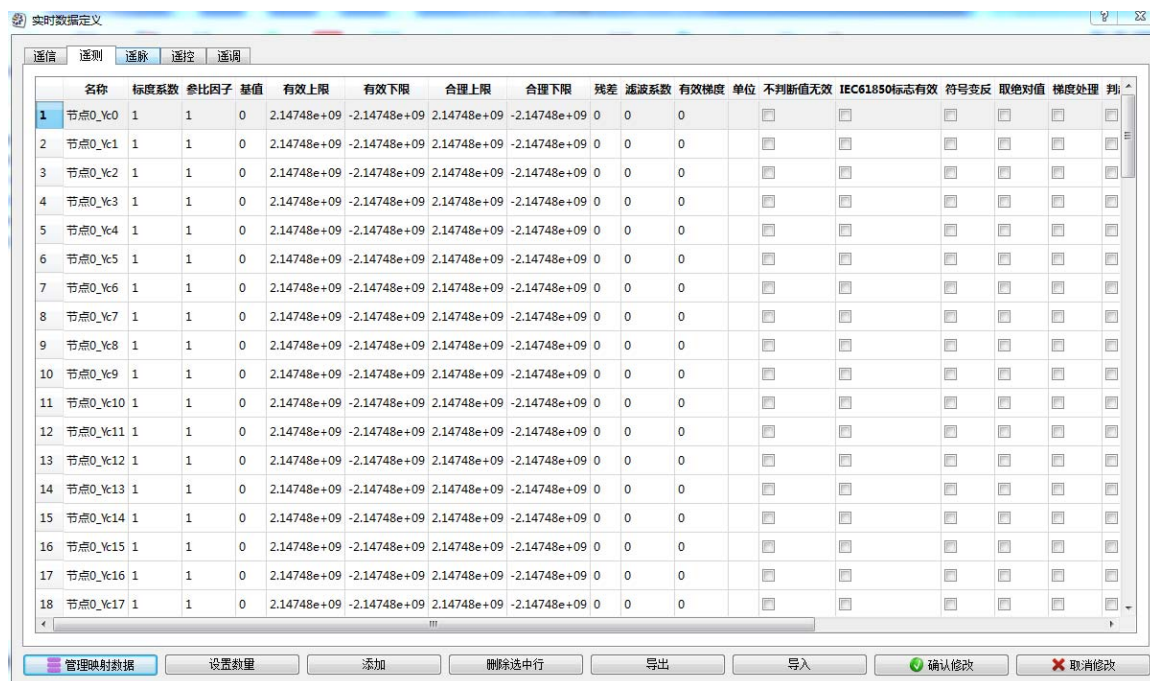 实时数据定义
遥信 遥测 遥脉 遥控 遥调
名称 标度系数 参比因子 基值 有效上限 有效下限 合理上限 合理下限 残差 滤波系数 有效梯度 单位 不判断值无效 IEC61850标志有效 符号变反 取绝对值 梯度处理
1 节点0_Yc0 1 1 0 2.14748e+09 -2.14748e+09 2.14748e+09 -2.14748e+09 0 0 0
2 节点0_Yc1 1 1 0 2.14748e+09 -2.14748e+09 2.14748e+09 -2.14748e+09 0 0 0
3 节点0_Yc2 1 1 0 2.14748e+09 -2.14748e+09 2.14748e+09 -2.14748e+09 0 0 0
4 节点0_Yc3 1 1 0 2.14748e+09 -2.14748e+09 2.14748e+09 -2.14748e+09 0 0 0
5 节点0_Yc4 1 1 0 2.14748e+09 -2.14748e+09 2.14748e+09 -2.14748e+09 0 0 0
6 节点0_Yc5 1 1 0 2.14748e+09 -2.14748e+09 2.14748e+09 -2.14748e+09 0 0 0
7 节点0_Yc6 1 1 0 2.14748e+09 -2.14748e+09 2.14748e+09 -2.14748e+09 0 0 0
8 节点0_Yc7 1 1 0 2.14748e+09 -2.14748e+09 2.14748e+09 -2.14748e+09 0 0 0
9 节点0_Yc8 1 1 0 2.14748e+09 -2.14748e+09 2.14748e+09 -2.14748e+09 0 0 0
10 节点0_Yc9 1 1 0 2.14748e+09 -2.14748e+09 2.14748e+09 -2.14748e+09 0 0 0
11 节点0_Yc10 1 1 0 2.14748e+09 -2.14748e+09 2.14748e+09 -2.14748e+09 0 0 0
12 节点0_Yc11 1 1 0 2.14748e+09 -2.14748e+09 2.14748e+09 -2.14748e+09 0 0 0
13 节点0_Yc12 1 1 0 2.14748e+09 -2.14748e+09 2.14748e+09 -2.14748e+09 0 0 0
14 节点0_Yc13 1 1 0 2.14748e+09 -2.14748e+09 2.14748e+09 -2.14748e+09 0 0 0
15 节点0_Yc14 1 1 0 2.14748e+09 -2.14748e+09 2.14748e+09 -2.14748e+09 0 0 0
16 节点0_Yc15 1 1 0 2.14748e+09 -2.14748e+09 2.14748e+09 -2.14748e+09 0 0 0
17 节点0_Yc16 1 1 0 2.14748e+09 -2.14748e+09 2.14748e+09 -2.14748e+09 0 0 0
18 节点0_Yc17 1 1 0 2.14748e+09 -2.14748e+09 2.14748e+09 -2.14748e+09 0 0 0
管理映射数据 设置数里 添加 删除选中行 导出 导入 确认修改 取消修改